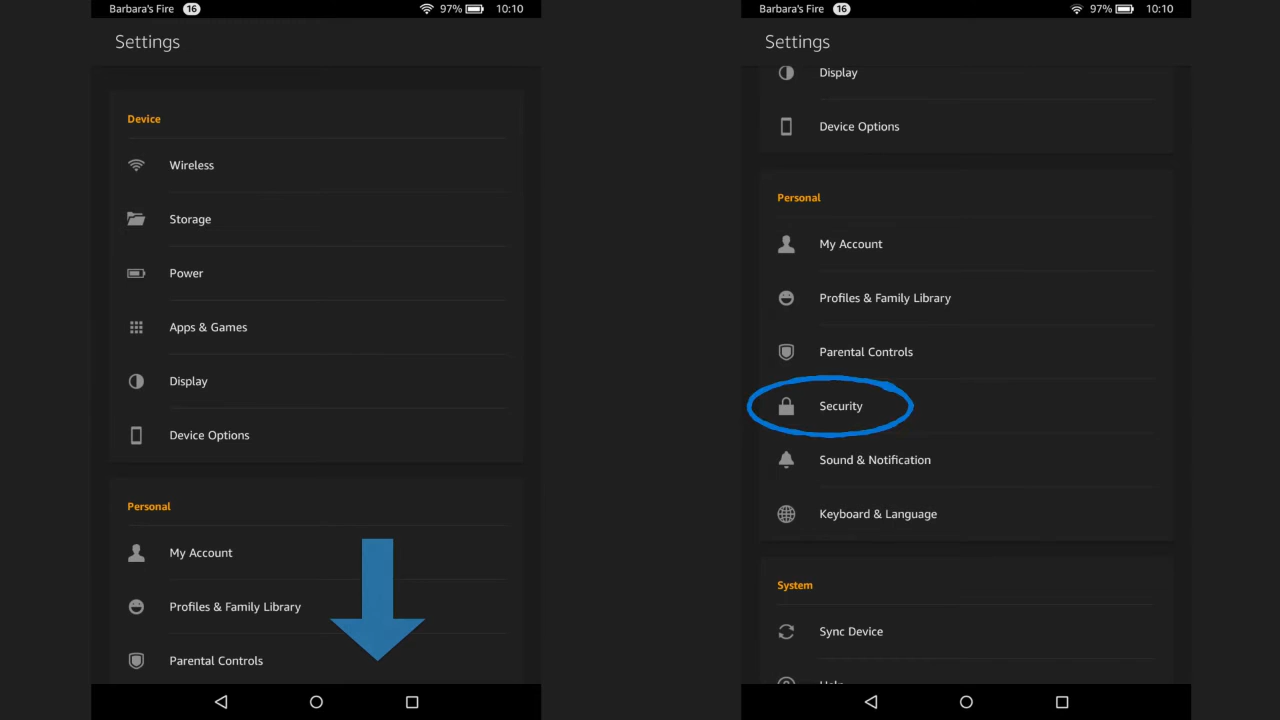 Barbara's Fire 16 97% 10:10
Settings
Device
Wireless
Storage
Power
Apps & Games
Display
Device Options
Personal
My Account
Profiles & Family Library
Parental Controls
Barbara's Fire 16 97% 10:10
Settings
Display
Device Options
Personal
My Account
Profiles & Family Library
Parental Controls
Security
Sound & Notification
Keyboard & Language
System
Sync Device
Help